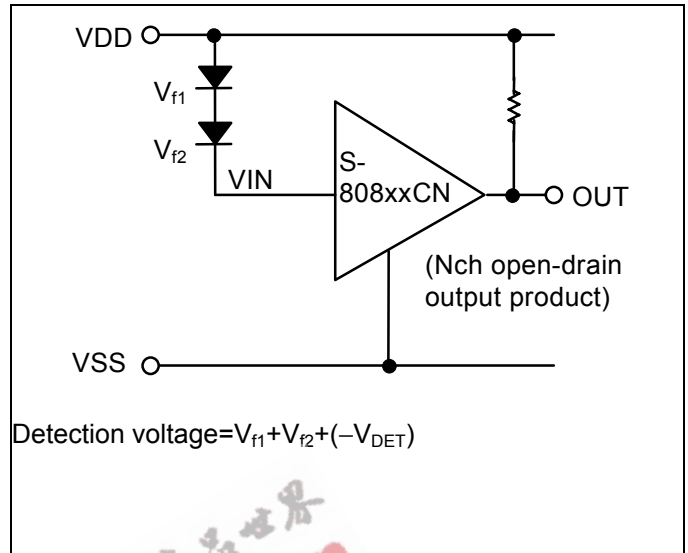 VDD
Vf1
Vf2
VIN
S-
808xxCN
OUT
(Nch open-drain
output product)
VSS
Detection voltage=Vf1+Vf2+(−VDET)